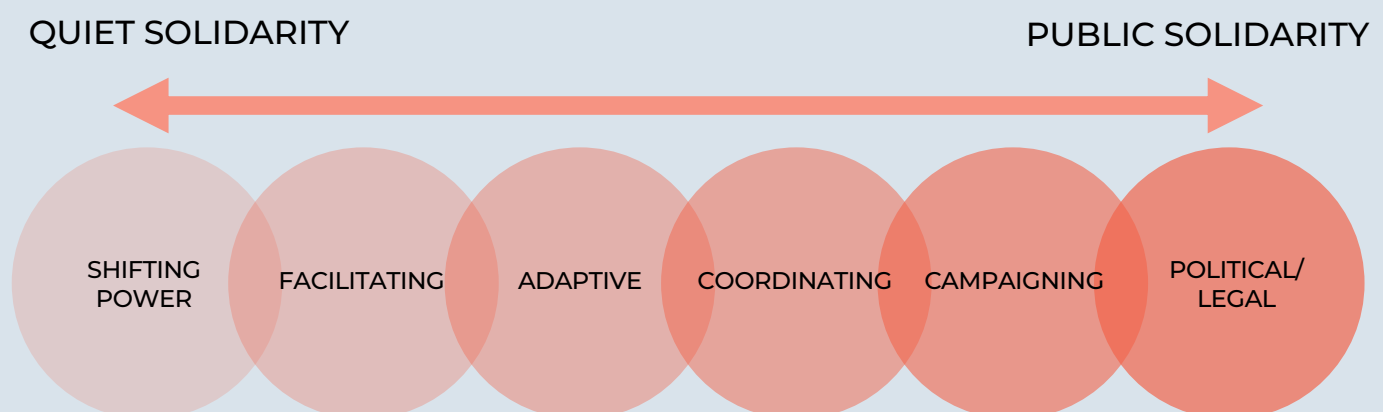 QUIET SOLIDARITY
PUBLIC SOLIDARITY
SHIFTING
POWER
FACILITATING
ADAPTIVE
COORDINATING
CAMPAIGNING
POLITICAL/
LEGAL